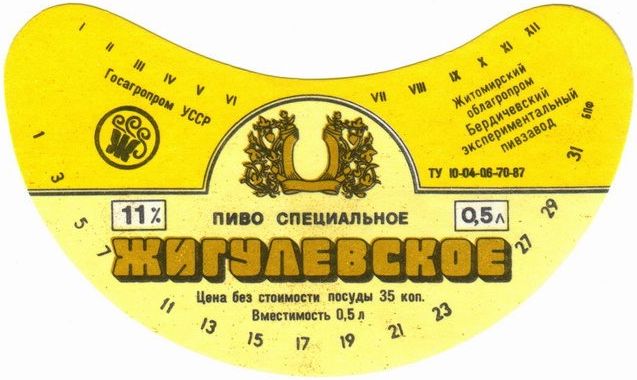 I II III IV V VI VII VIII IX X XI XII
Госагропром УССР
Житомирский
облагропром
Бердичевский
экспериментальный
пивзавод
БПФ
ТУ 10-04-06-70-87
11%
ПИВО СПЕЦИАЛЬНОЕ
0,5л
ЖИГУЛЕВСКОЕ
Цена без стоимости посуды 35 коп.
Вместимость 0,5 л
1 3 5 7 11 13 15 17 19 21 23 27 29 31